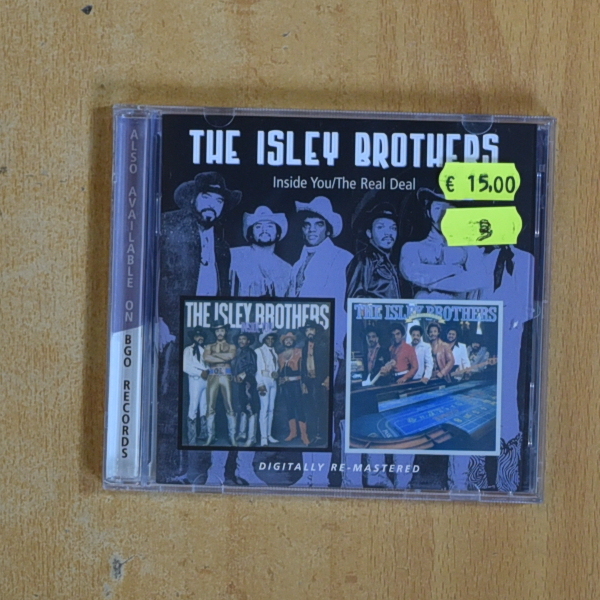 THE ISLEY BROTHERS
Inside You/The Real Deal
€ 15,00
THE ISLEY BROTHERS
THE ISLEY BROTHERS
DIGITALLY RE-MASTERED
ALSO AVAILABLE ON BGO RECORDS